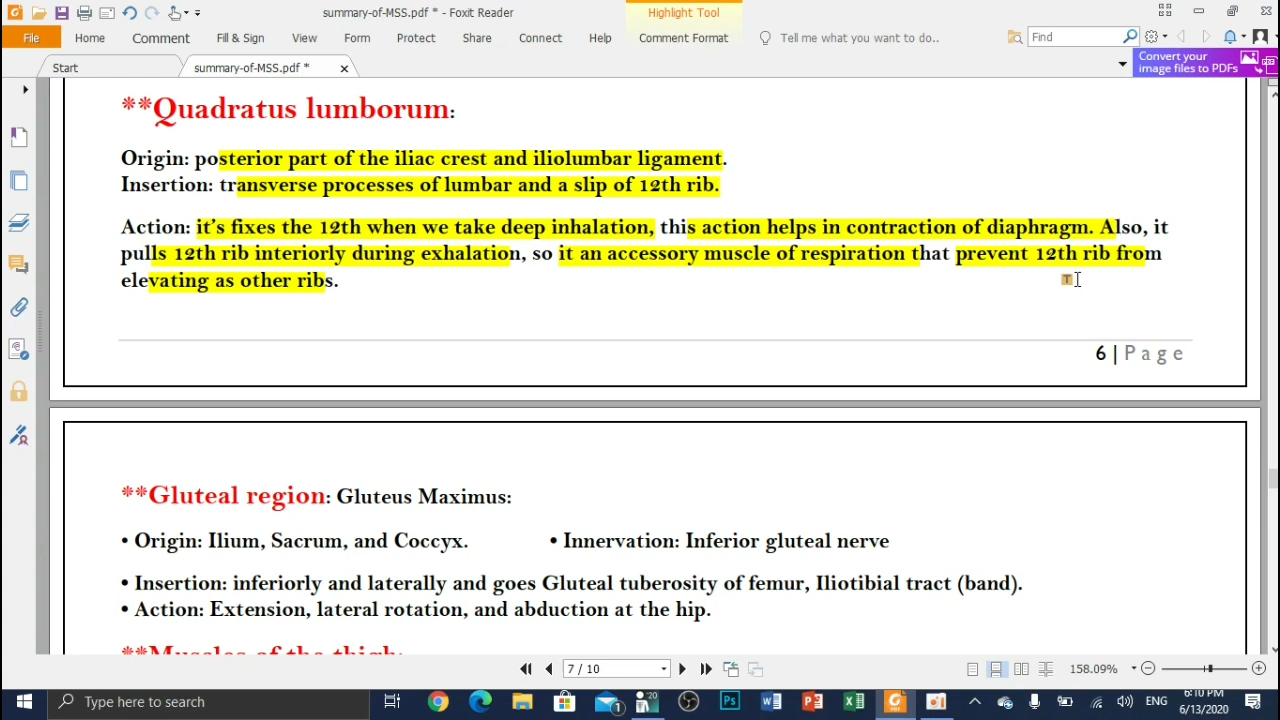 summary-of-MSS.pdf * - Foxit Reader
Highlight Tool
File
Home
Comment
Fill & Sign
View
Form
Protect
Share
Connect
Help
Comment Format
Tell me what you want to do..
Find
Start
summary-of-MSS.pdf *
Convert your
image files to PDFs
**Quadratus lumborum:
Origin: posterior part of the iliac crest and iliolumbar ligament.
Insertion: transverse processes of lumbar and a slip of 12th rib.
Action: it's fixes the 12th when we take deep inhalation, this action helps in contraction of diaphragm. Also, it
pulls 12th rib interiorly during exhalation, so it an accessory muscle of respiration that prevent 12th rib from
elevating as other ribs.
6 | P a g e
**Gluteal region: Gluteus Maximus:
• Origin: Ilium, Sacrum, and Coccyx.
• Innervation: Inferior gluteal nerve
• Insertion: inferiorly and laterally and goes Gluteal tuberosity of femur, Iliotibial tract (band).
• Action: Extension, lateral rotation, and abduction at the hip.
**Muscles of the thigh:
7 / 10
158.09%
Type here to search
ENG
6:10 PM
6/13/2020